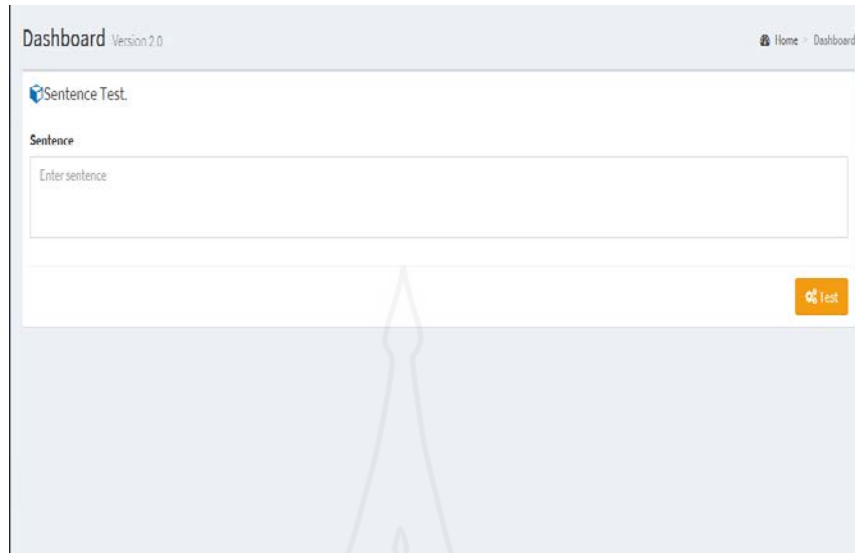 Dashboard Version 2.0
Home > Dashboard
Sentence Test.
Sentence
Enter sentence
Test